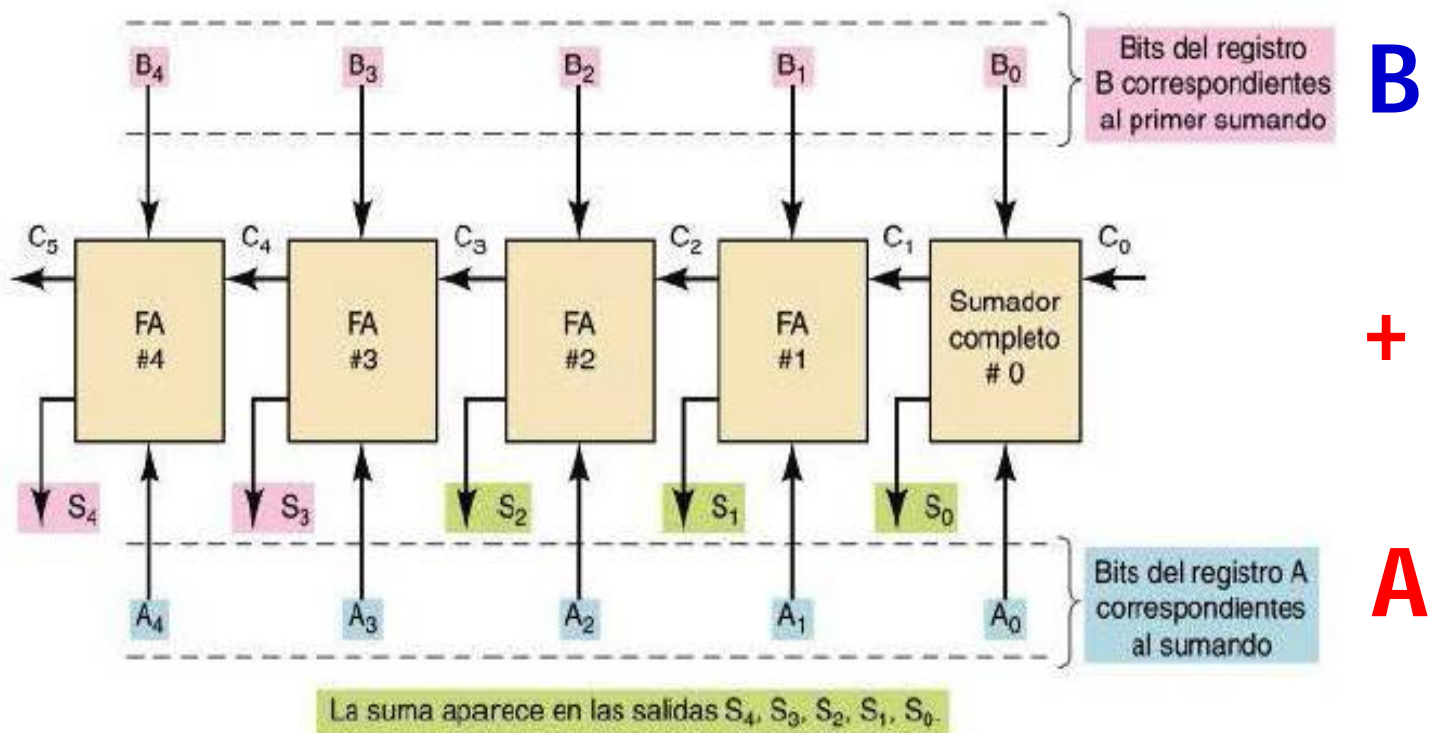 B₄ B₃ B₂ B₁ B₀
Bits del registro
B correspondientes
al primer sumando
B
C₅ C₄ C₃ C₂ C₁ C₀
FA
#4
FA
#3
FA
#2
FA
#1
Sumador
completo
# 0
+
S₄ S₃ S₂ S₁ S₀
A₄ A₃ A₂ A₁ A₀
Bits del registro A
correspondientes
al sumando
A
La suma aparece en las salidas S₄, S₃, S₂, S₁, S₀.